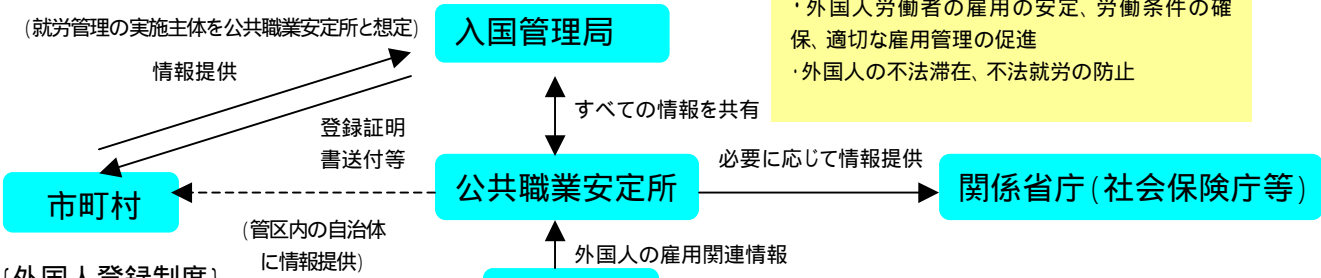 ・外国人労働者の雇用の安定、労働条件の確
保、適切な雇用管理の促進
・外国人の不法滞在、不法就労の防止
(就労管理の実施主体を公共職業安定所と想定)
入国管理局
情報提供
すべての情報を共有
登録証明
書送付等
必要に応じて情報提供
市町村
公共職業安定所
関係省庁(社会保険庁等)
(管区内の自治体
に情報提供)
外国人の雇用関連情報
[外国人登録制度]